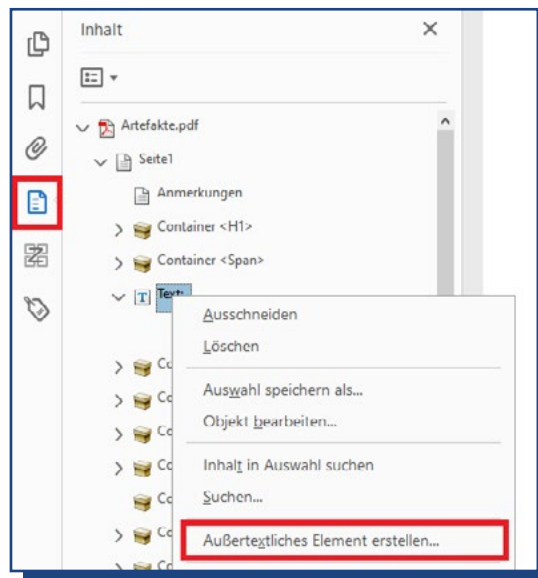 Inhalt
Artefakte.pdf
Seite1
Anmerkungen
Container <H1>
Container <Span>
Text:
Ausschneiden
Löschen
Auswahl speichern als...
Objekt bearbeiten...
Inhalt in Auswahl suchen
Suchen...
Außertextliches Element erstellen...